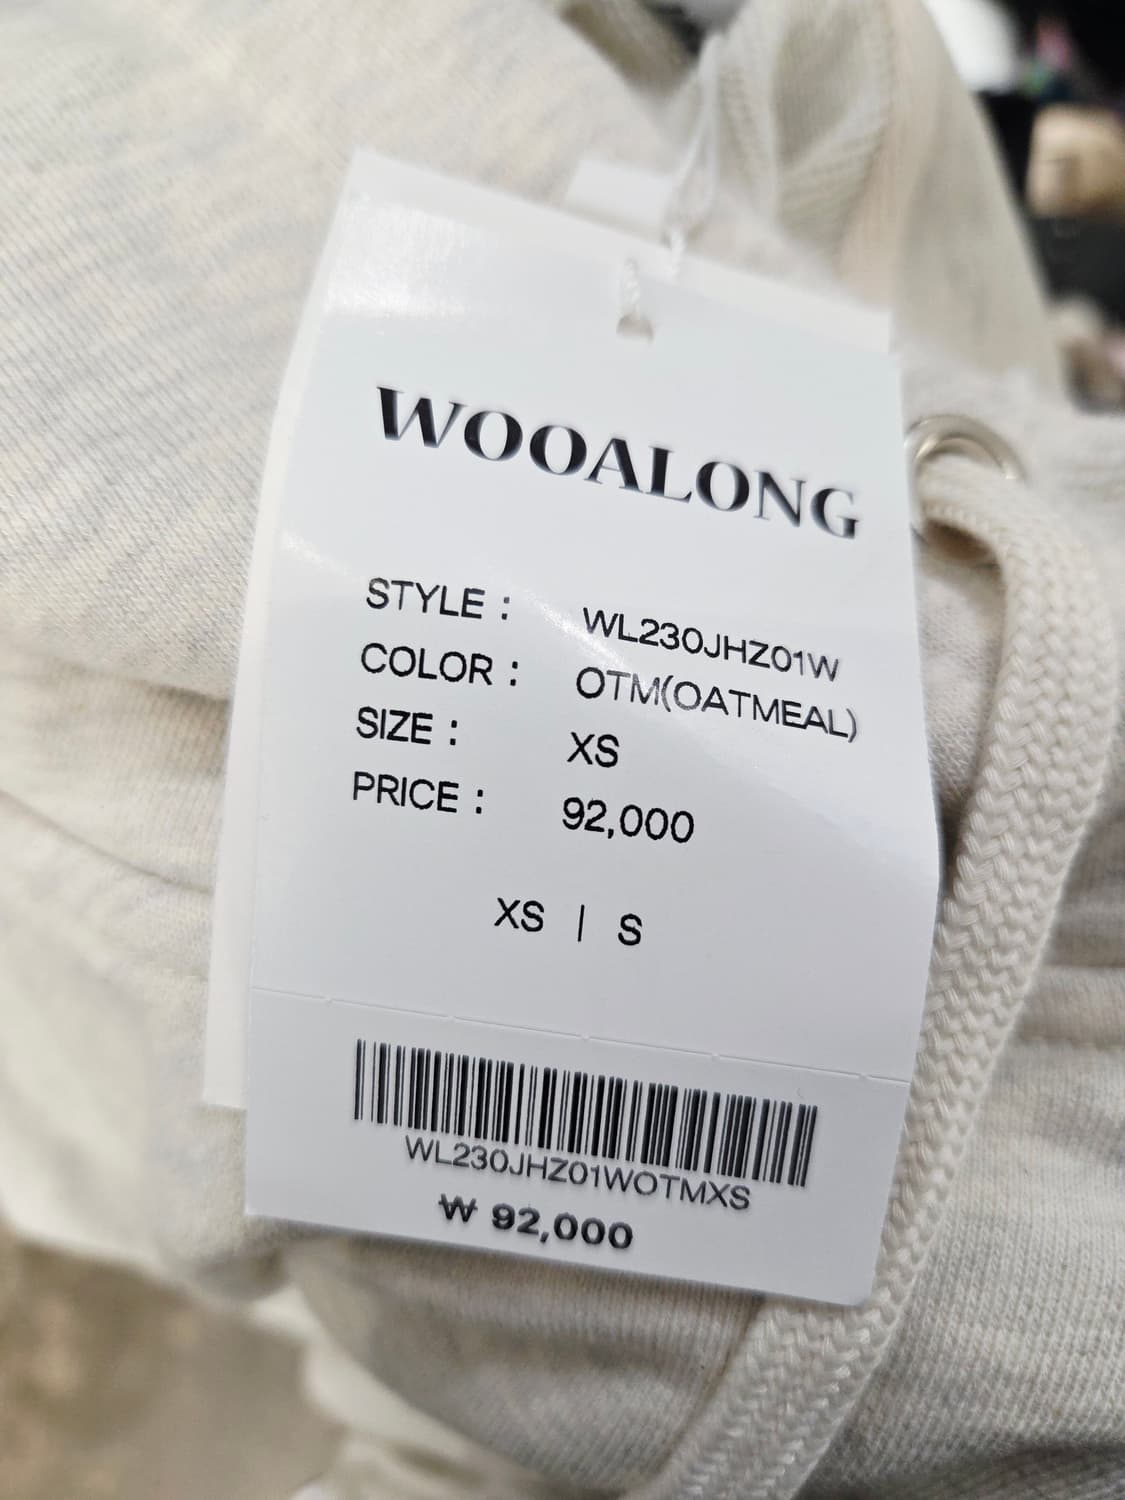 WOOALONG
STYLE : WL230JHZ01W
COLOR : OTM(OATMEAL)
SIZE : XS
PRICE : 92,000
XS | S
WL230JHZ01WOTMXS
₩ 92,000